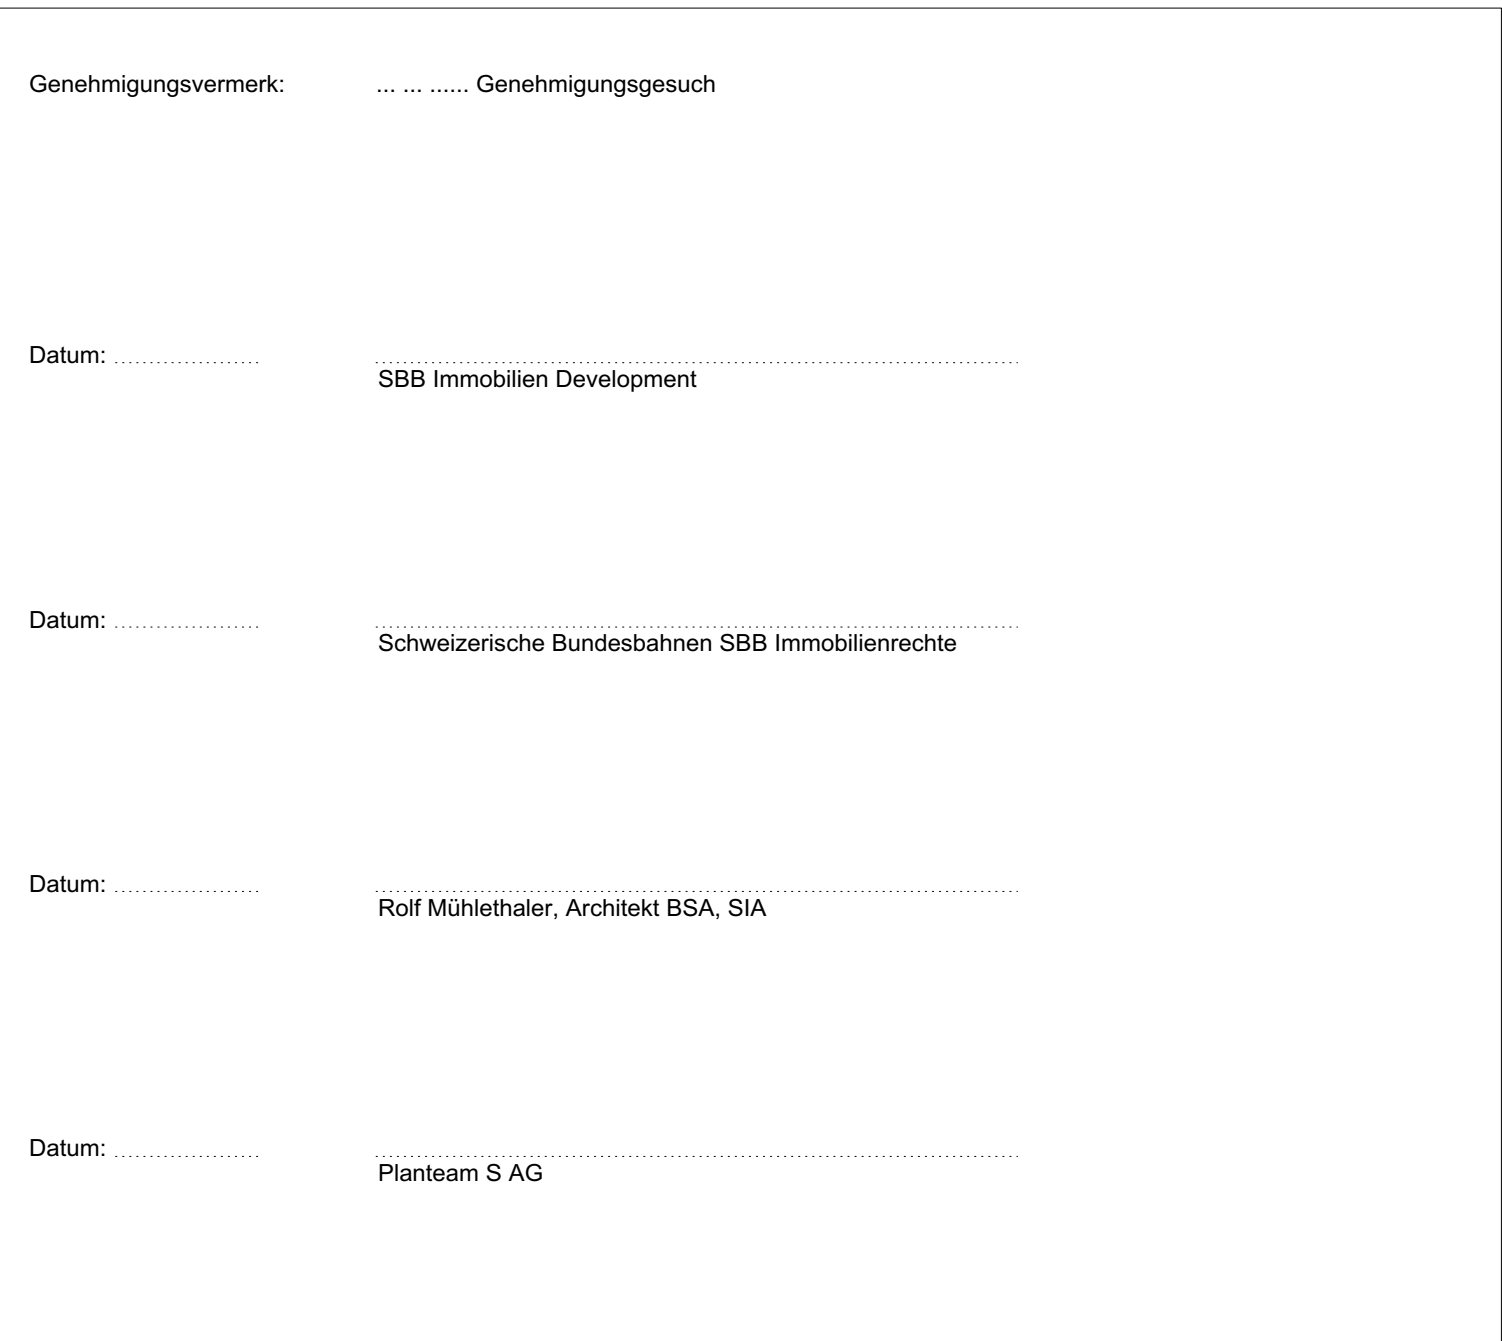 Genehmigungsvermerk: ... ... ...... Genehmigungsgesuch
Datum: .....................
SBB Immobilien Development
Datum: .....................
Schweizerische Bundesbahnen SBB Immobilienrechte
Datum: .....................
Rolf Mühlethaler, Architekt BSA, SIA
Datum: .....................
Planteam S AG